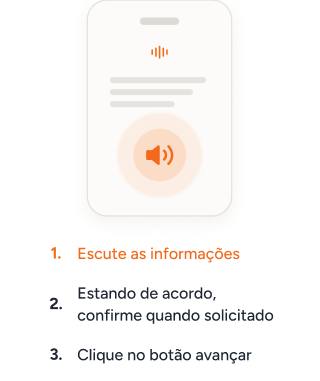 1. Escute as informações
2. Estando de acordo,
confirme quando solicitado
3. Clique no botão avançar